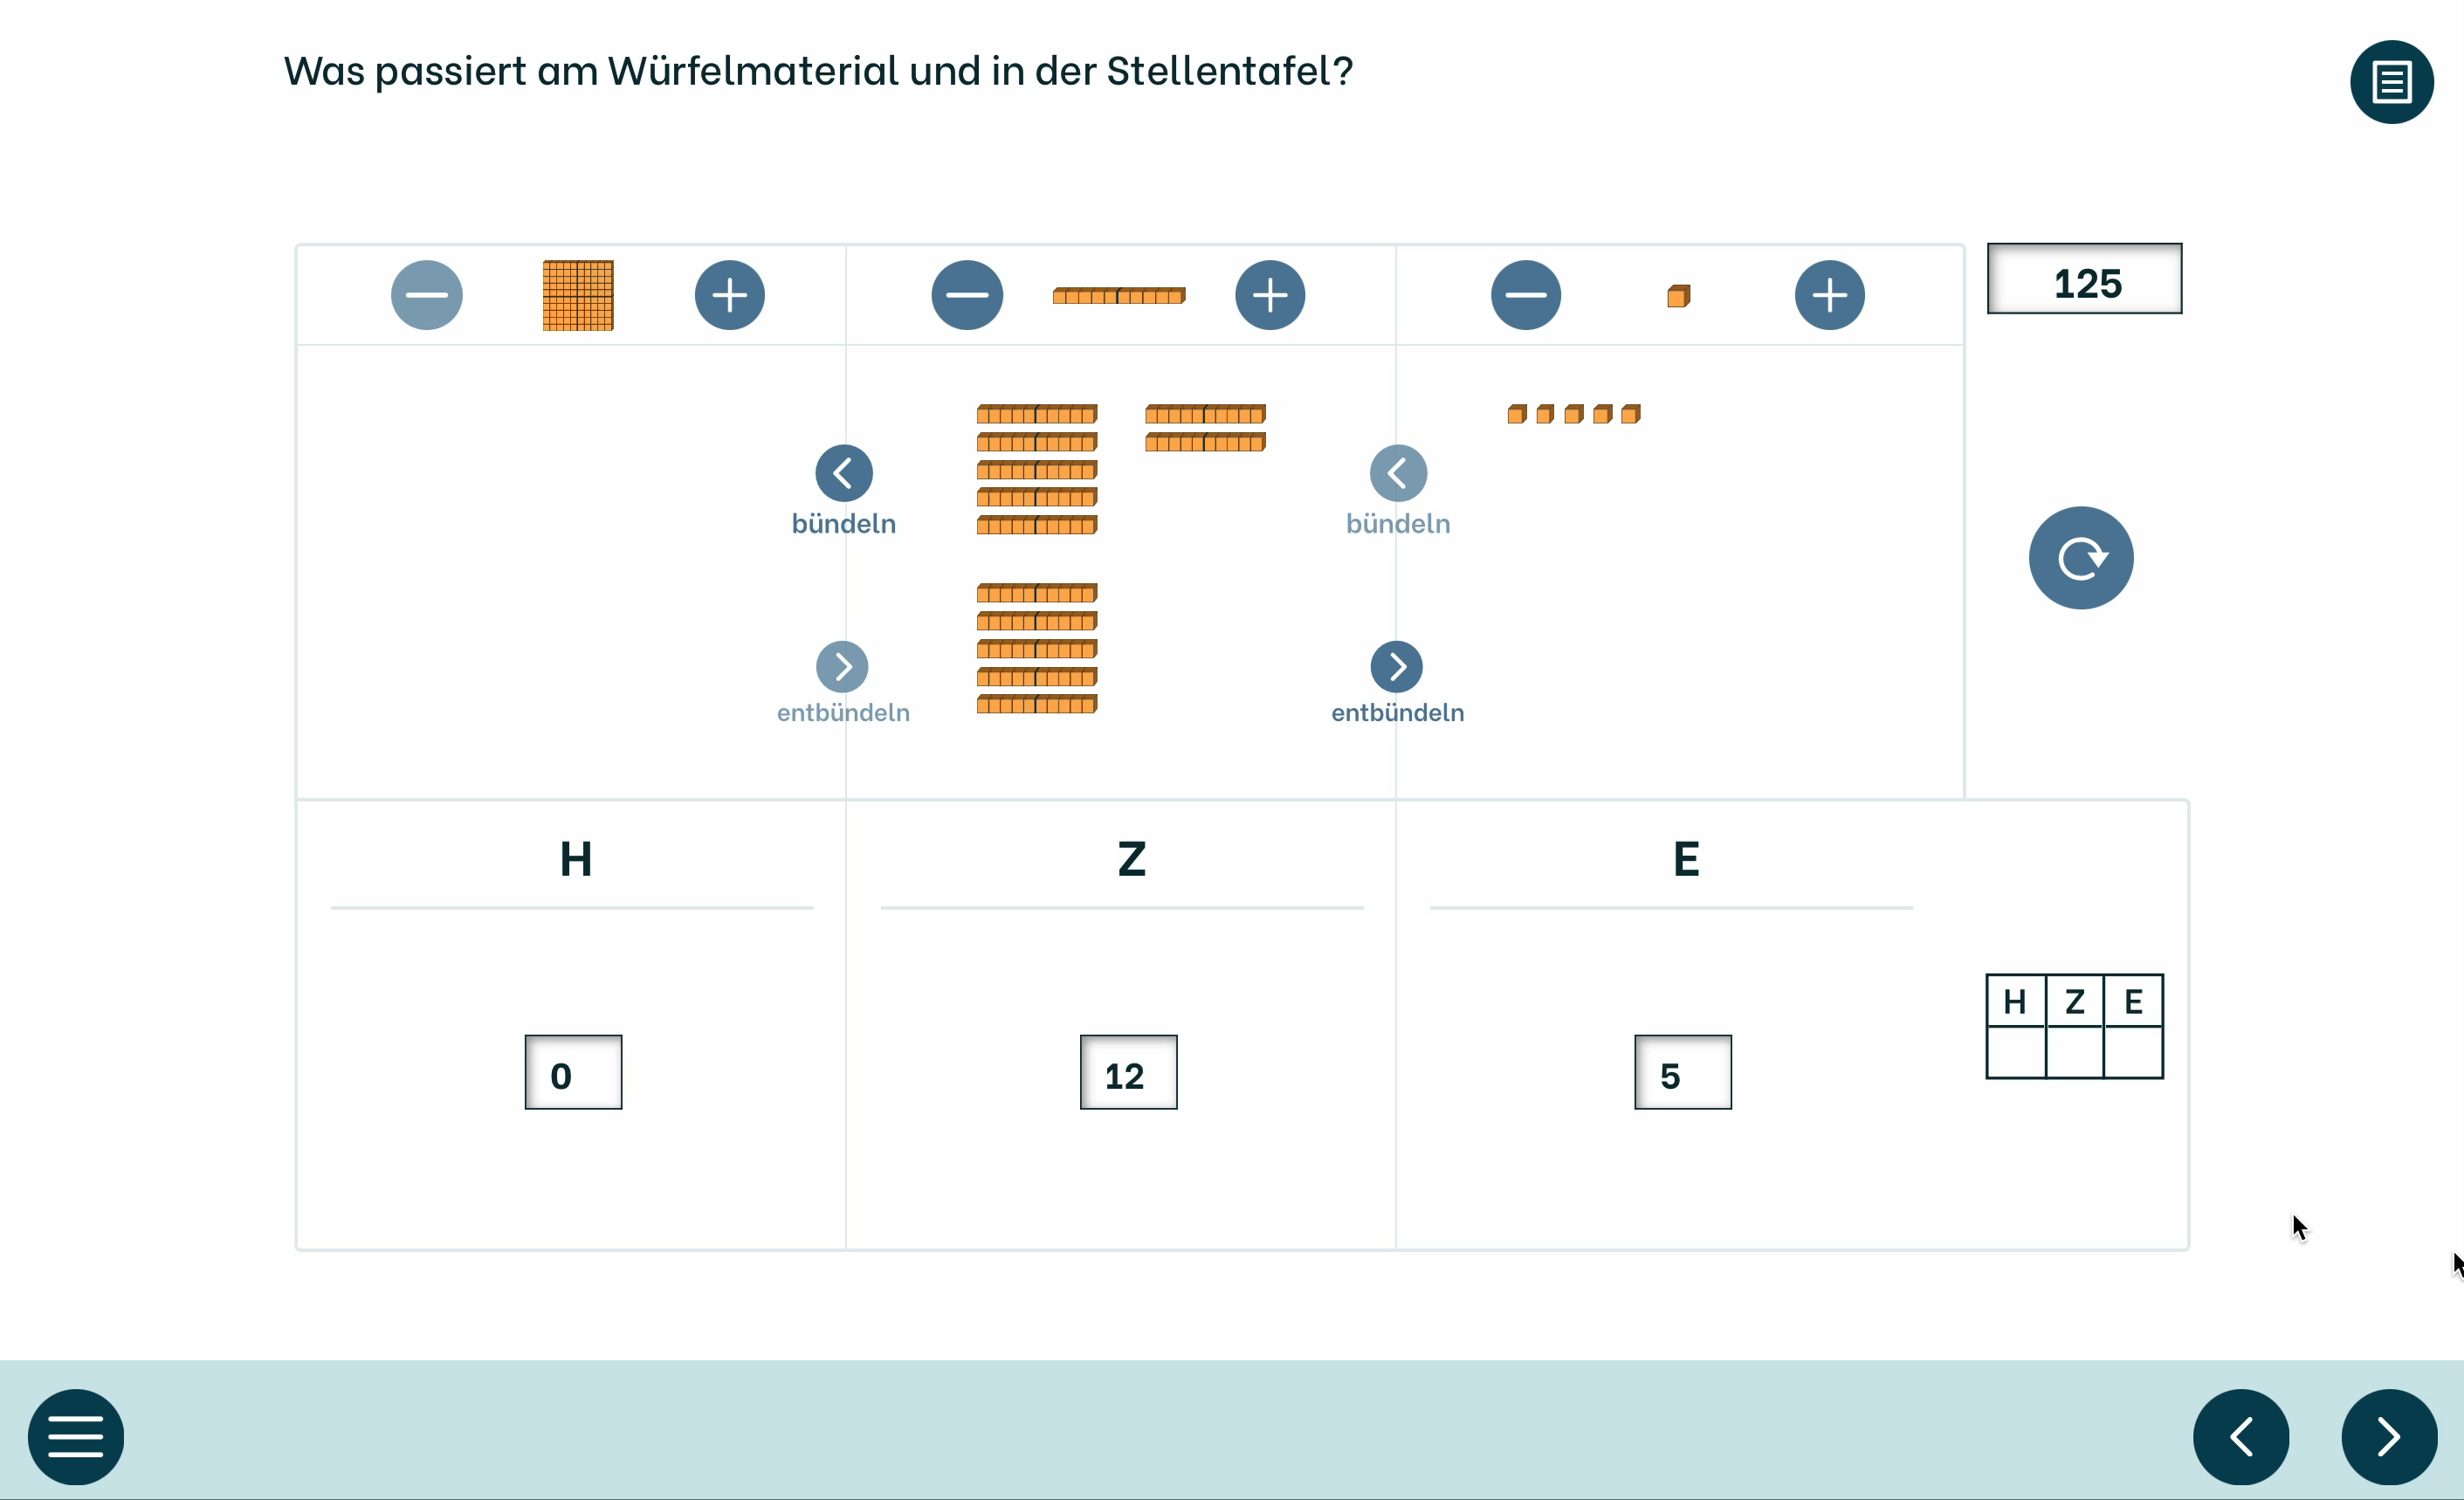 Was passiert am Würfelmaterial und in der Stellentafel?
125
bündeln
bündeln
entbündeln
entbündeln
H Z E
0 12 5
H Z E